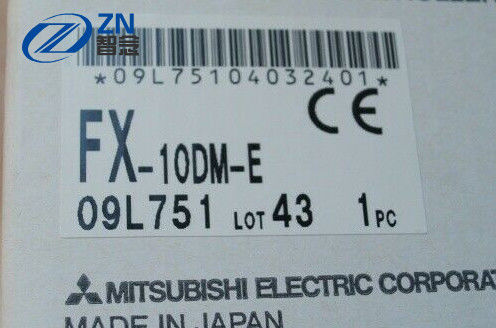 ZN
智念
*09L75104032401*
CE
FX-10DM-E
09L751 LOT 43 1PC
MITSUBISHI ELECTRIC CORPORAT
MADE IN JAPAN